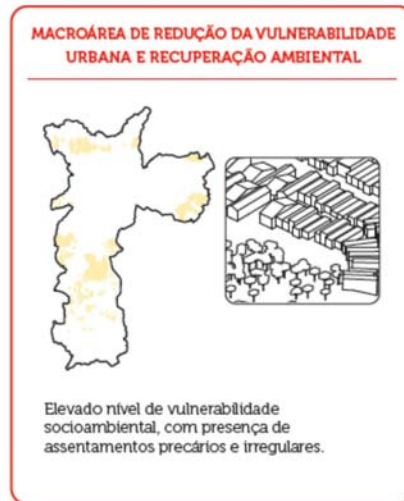 MACROÁREA DE REDUÇÃO DA VULNERABILIDADE
URBANA E RECUPERAÇÃO AMBIENTAL
Elevado nível de vulnerabilidade
socioambiental, com presença de
assentamentos precários e irregulares.